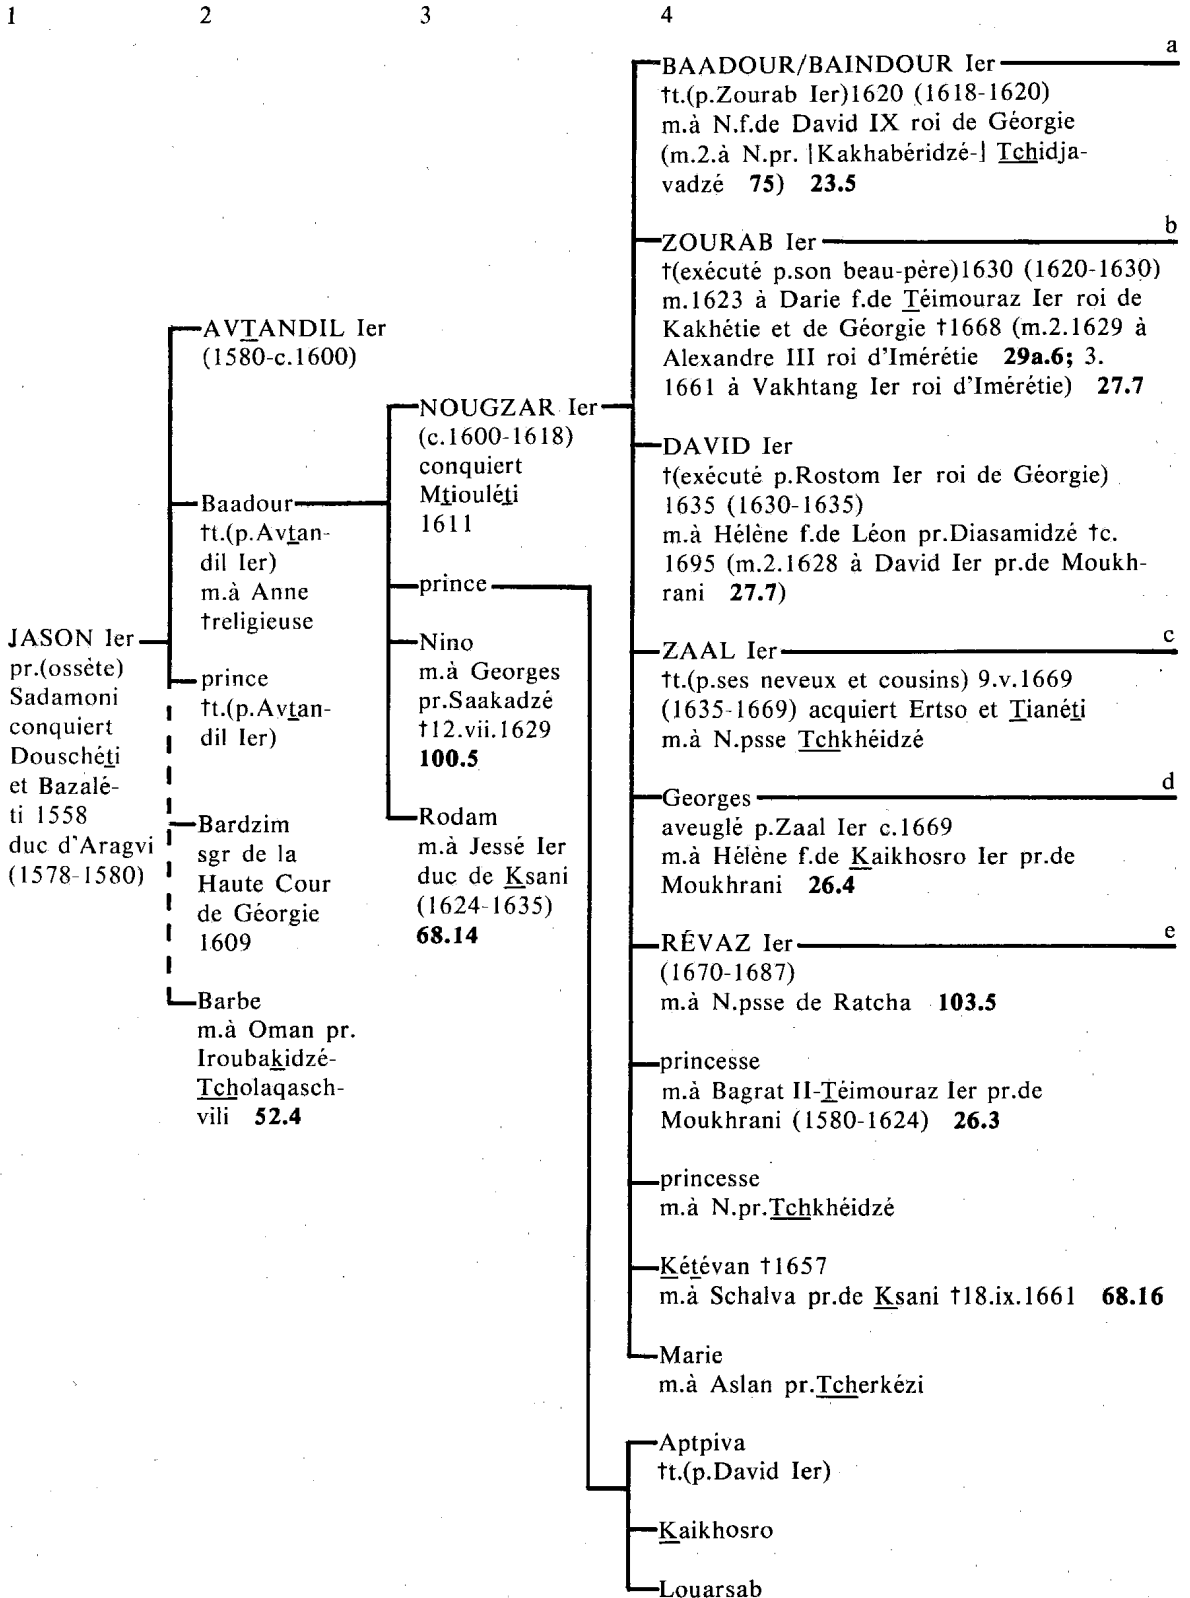 1 2 3 4
JASON Ier
pr.(ossète)
Sadamoni
conquiert
Douschéti
et Bazalé-
ti 1558
duc d'Aragvi
(1578-1580)
AVTANDIL Ier
(1580-c.1600)
Baadour
†t.(p.Avtan-
dil Ier)
m.à Anne
†religieuse
prince
†t.(p.Avtan-
dil Ier)
Bardzim
sgr de la
Haute Cour
de Géorgie
1609
Barbe
m.à Oman pr.
Iroubakidzé-
Tcholaqasch-
vili 52.4
NOUGZAR Ier
(c.1600-1618)
conquiert
Mtiouléti
1611
prince
Nino
m.à Georges
pr.Saakadzé
†12.vii.1629
100.5
Rodam
m.à Jessé Ier
duc de Ksani
(1624-1635)
68.14
BAADOUR/BAINDOUR Ier a
†t.(p.Zourab Ier)1620 (1618-1620)
m.à N.f.de David IX roi de Géorgie
(m.2.à N.pr. [Kakhabéridzé-] Tchidja-
vadzé 75) 23.5
ZOURAB Ier b
†(exécuté p.son beau-père)1630 (1620-1630)
m.1623 à Darie f.de Téimouraz Ier roi de
Kakhétie et de Géorgie †1668 (m.2.1629 à
Alexandre III roi d'Imérétie 29a.6; 3.
1661 à Vakhtang Ier roi d'Imérétie) 27.7
DAVID Ier
†(exécuté p.Rostom Ier roi de Géorgie)
1635 (1630-1635)
m.à Hélène f.de Léon pr.Diasamidzé †c.
1695 (m.2.1628 à David Ier pr.de Moukh-
rani 27.7)
ZAAL Ier c
†t.(p.ses neveux et cousins) 9.v.1669
(1635-1669) acquiert Ertso et Tianéti
m.à N.psse Tchkhéidzé
Georges d
aveuglé p.Zaal Ier c.1669
m.à Hélène f.de Kaikhosro Ier pr.de
Moukhrani 26.4
RÉVAZ Ier e
(1670-1687)
m.à N.psse de Ratcha 103.5
princesse
m.à Bagrat II-Téimouraz Ier pr.de
Moukhrani (1580-1624) 26.3
princesse
m.à N.pr.Tchkhéidzé
Kétévan †1657
m.à Schalva pr.de Ksani †18.ix.1661 68.16
Marie
m.à Aslan pr.Tcherkézi
Aptpiva
†t.(p.David Ier)
Kaikhosro
Louarsab